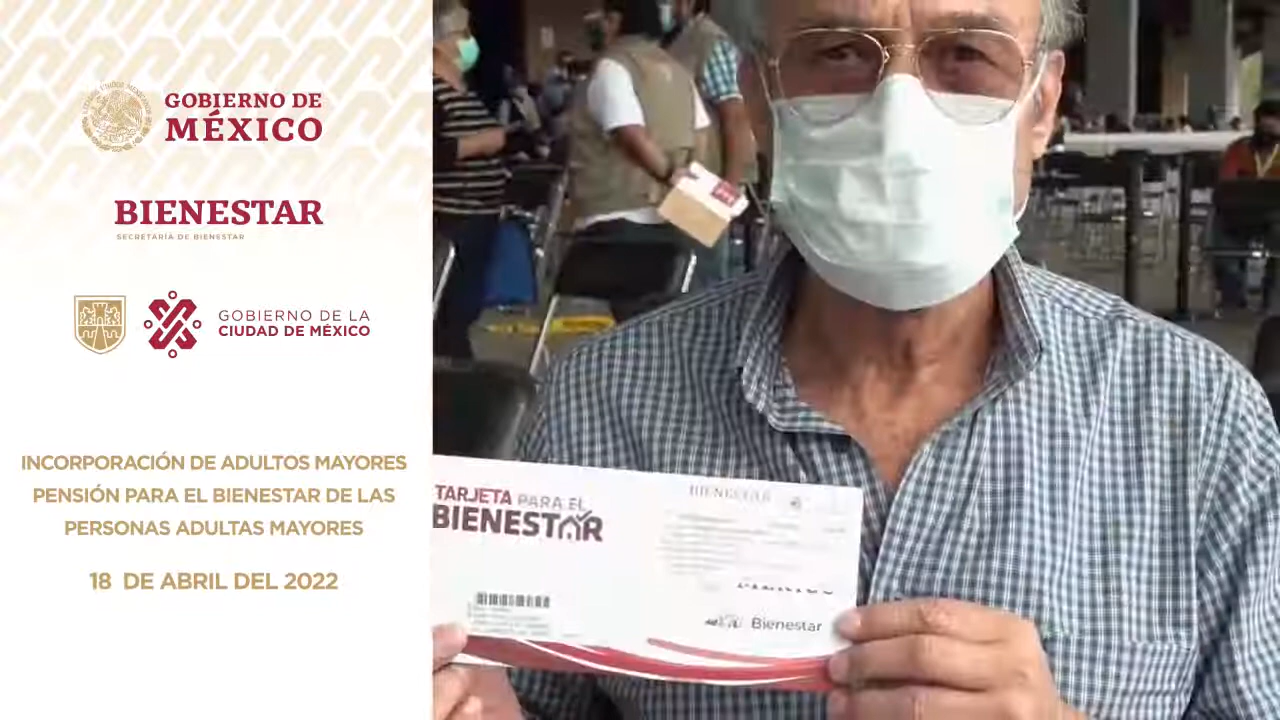 GOBIERNO DE
MÉXICO
BIENESTAR
SECRETARÍA DE BIENESTAR
GOBIERNO DE LA
CIUDAD DE MÉXICO
INCORPORACIÓN DE ADULTOS MAYORES
PENSIÓN PARA EL BIENESTAR DE LAS
PERSONAS ADULTAS MAYORES
18 DE ABRIL DEL 2022
TARJETA PARA EL
BIENESTAR
BIENESTAR
Bienestar